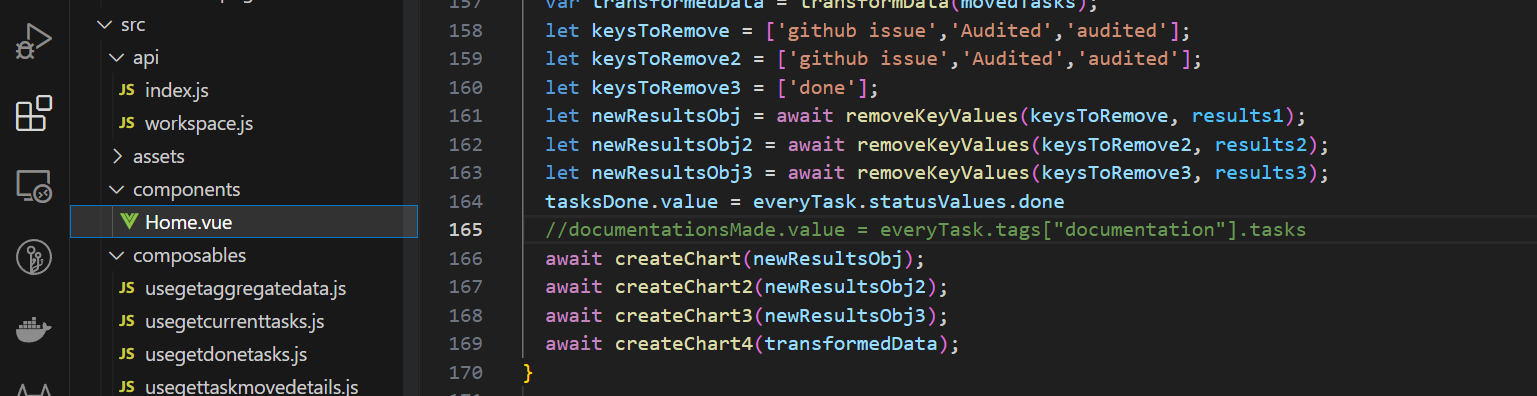 src
api
JS index.js
JS workspace.js
assets
components
Home.vue
composables
JS usegetaggregatedata.js
JS usegetcurrenttasks.js
JS usegetdonetasks.js
JS usegettaskmovedetails.js
157 var transformedData = transformData(movedTasks);
158 let keysToRemove = ['github issue','Audited','audited'];
159 let keysToRemove2 = ['github issue','Audited','audited'];
160 let keysToRemove3 = ['done'];
161 let newResultsObj = await removeKeyValues(keysToRemove, results1);
162 let newResultsObj2 = await removeKeyValues(keysToRemove2, results2);
163 let newResultsObj3 = await removeKeyValues(keysToRemove3, results3);
164 tasksDone.value = everyTask.statusValues.done
165 //documentationsMade.value = everyTask.tags["documentation"].tasks
166 await createChart(newResultsObj);
167 await createChart2(newResultsObj2);
168 await createChart3(newResultsObj3);
169 await createChart4(transformedData);
170 }